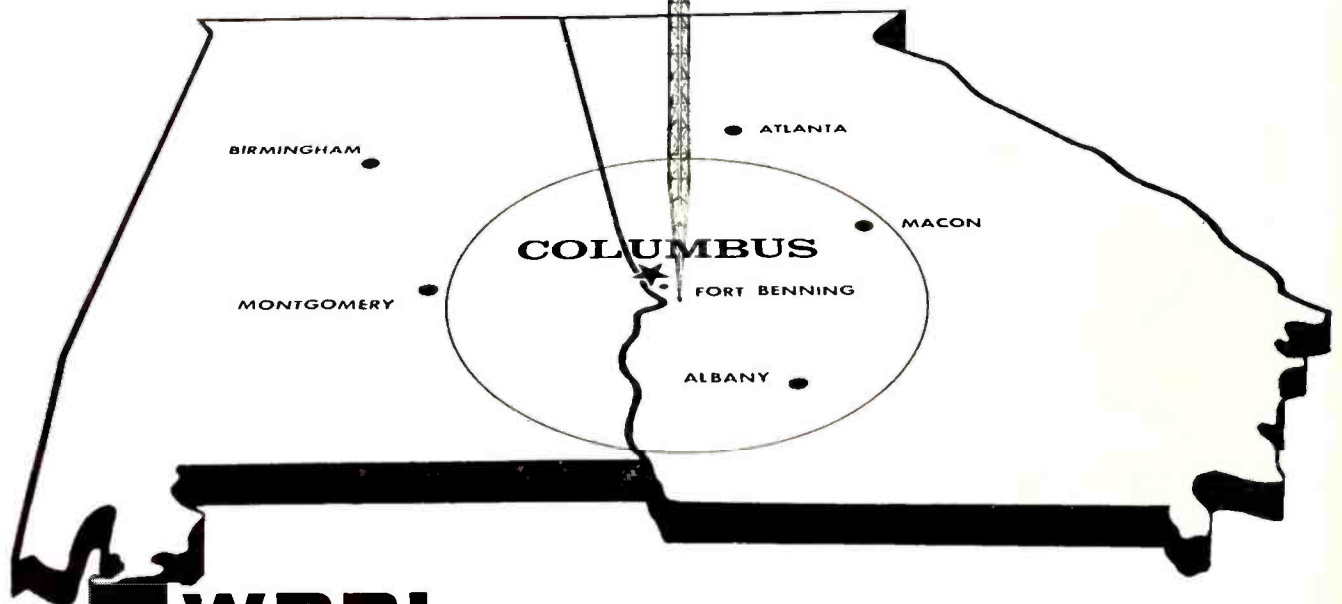 BIRMINGHAM
ATLANTA
MACON
COLUMBUS
FORT BENNING
MONTGOMERY
ALBANY